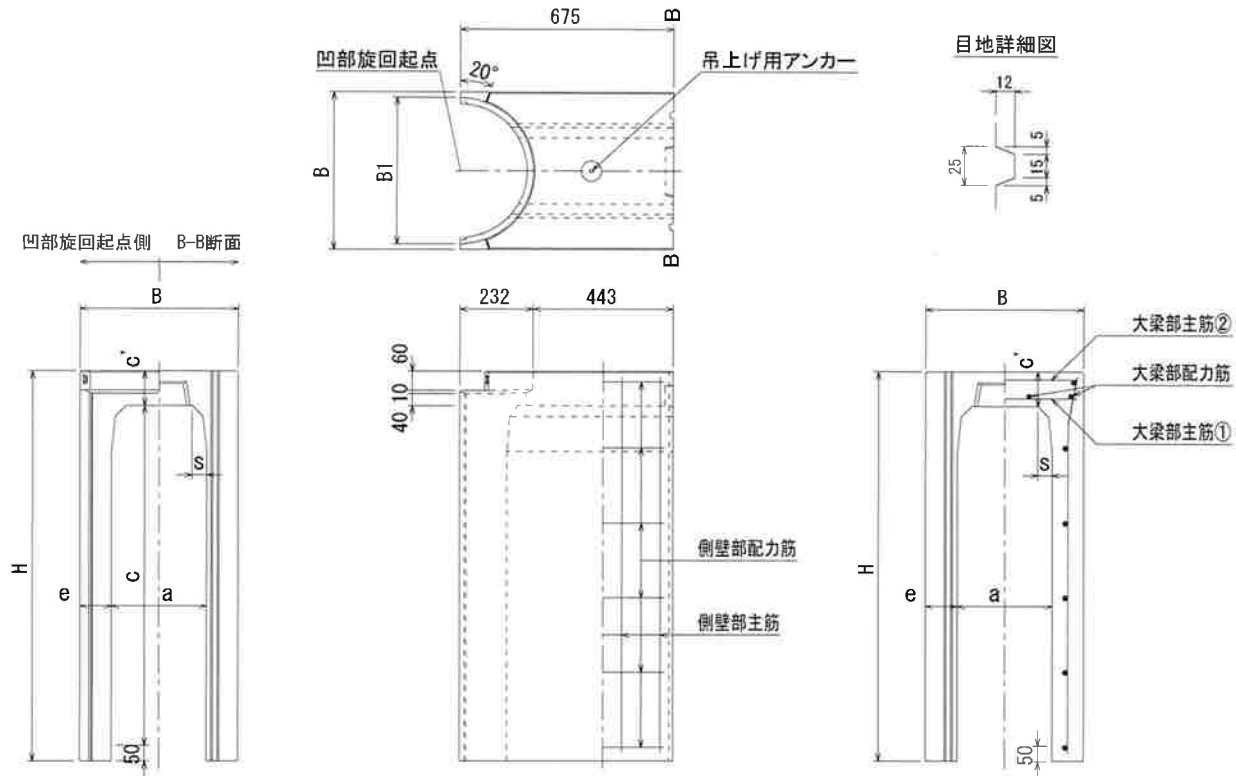 675
B
凹部旋回起点
20°
吊上げ用アンカー
B
B1
B
目地詳細図
12
25
5
15
5
凹部旋回起点側 B-B断面
B
c'
s
H
c
e
a
50
232
443
60
10
40
側壁部配力筋
側壁部主筋
B
c'
大梁部主筋②
大梁部配力筋
大梁部主筋①
s
H
e
a
50